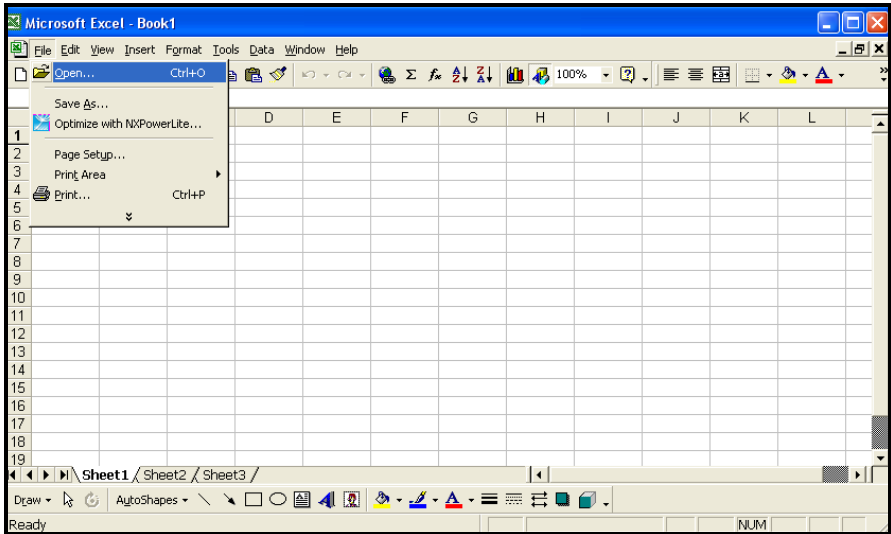 Microsoft Excel - Book1
File Edit View Insert Format Tools Data Window Help
Open... Ctrl+O
100%
Save As...
Optimize with NXPowerLite...
Page Setup...
Print Area
Print... Ctrl+P
D E F G H I J K L
1
2
3
4
5
6
7
8
9
10
11
12
13
14
15
16
17
18
19
Sheet1 / Sheet2 / Sheet3 /
Draw AutoShapes
Ready NUM